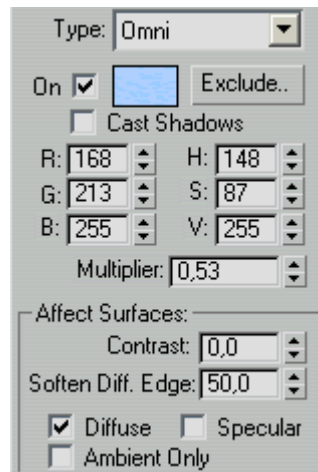 Type: Omni
On Exclude..
Cast Shadows
R: 168 H: 148
G: 213 S: 87
B: 255 V: 255
Multiplier: 0,53
Affect Surfaces:
Contrast: 0,0
Soften Diff. Edge: 50,0
Diffuse Specular
Ambient Only